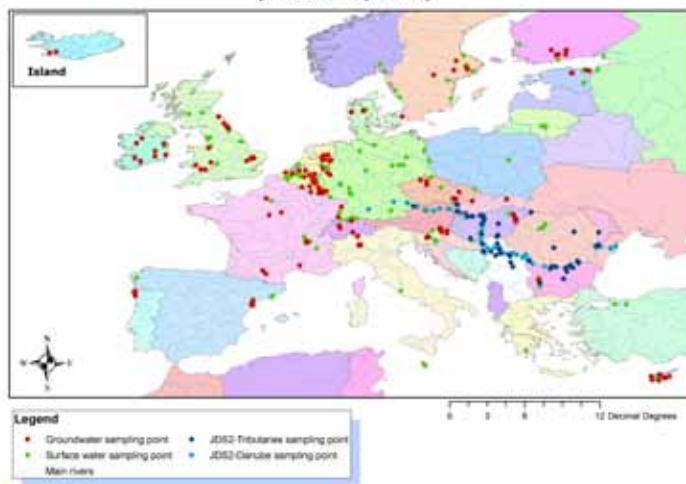 Island
N
W E
S
0 3 6 9 12 Decimal Degrees
Legend
Groundwater sampling point
Surface water sampling point
Main rivers
JDS2-Tributaries sampling point
JDS2-Danube sampling point